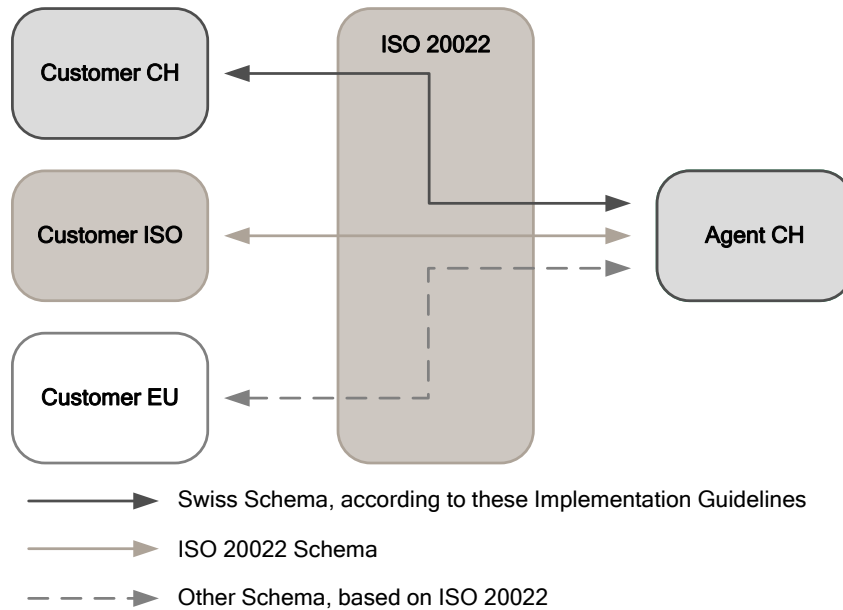 Customer CH
ISO 20022
Customer ISO
Agent CH
Customer EU
Swiss Schema, according to these Implementation Guidelines
ISO 20022 Schema
Other Schema, based on ISO 20022